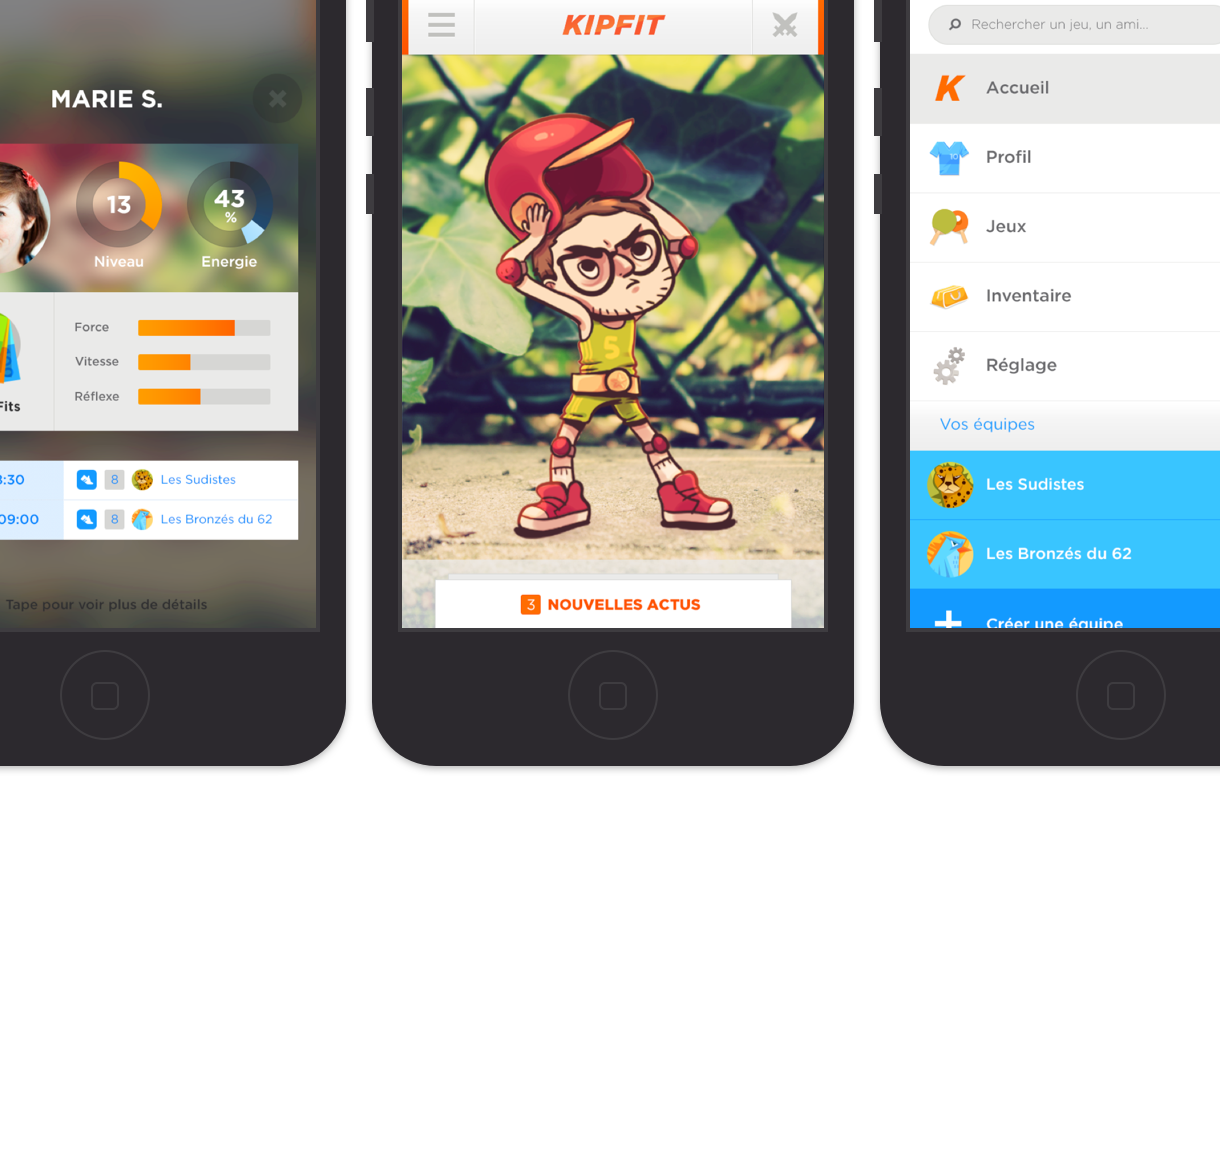 MARIE S.
13
Niveau
43
%
Energie
Force
Vitesse
Réflexe
Fits
:30
8
Les Sudistes
09:00
8
Les Bronzés du 62
Tape pour voir plus de détails
KIPFIT
5
3 NOUVELLES ACTUS
Rechercher un jeu, un ami...
K
Accueil
10
Profil
Jeux
Inventaire
Réglage
Vos équipes
Les Sudistes
Les Bronzés du 62
Créer une équipe